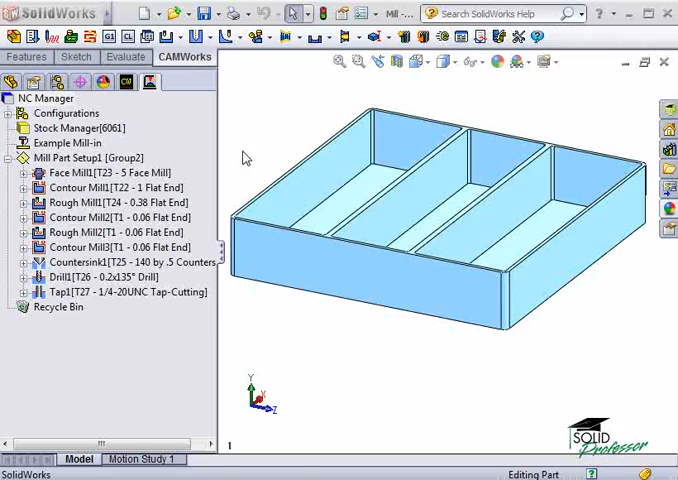 SolidWorks
Mill -...
Search SolidWorks Help
?
Features
Sketch
Evaluate
CAMWorks
NC Manager
Configurations
Stock Manager[6061]
Example Mill-in
Mill Part Setup1 [Group2]
Face Mill1[T23 - 5 Face Mill]
Contour Mill1[T22 - 1 Flat End]
Rough Mill1[T24 - 0.38 Flat End]
Contour Mill2[T1 - 0.06 Flat End]
Rough Mill2[T1 - 0.06 Flat End]
Contour Mill3[T1 - 0.06 Flat End]
Countersink1[T25 - 140 by .5 Counters
Drill1[T26 - 0.2x135° Drill]
Tap1[T27 - 1/4-20UNC Tap-Cutting]
Recycle Bin
Y
X
Z
1
SOLID
Professor
Model
Motion Study 1
SolidWorks
Editing Part
?